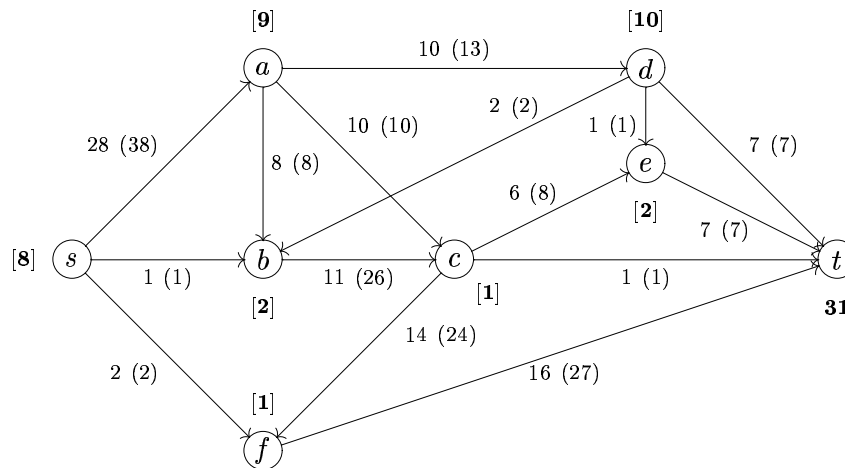 [9]
[10]
a
10 (13)
d
28 (38)
10 (10)
2 (2)
1 (1)
7 (7)
8 (8)
e
6 (8)
[2]
7 (7)
[8]
s
1 (1)
b
11 (26)
c
1 (1)
t
[2]
[1]
31
14 (24)
2 (2)
16 (27)
[1]
f